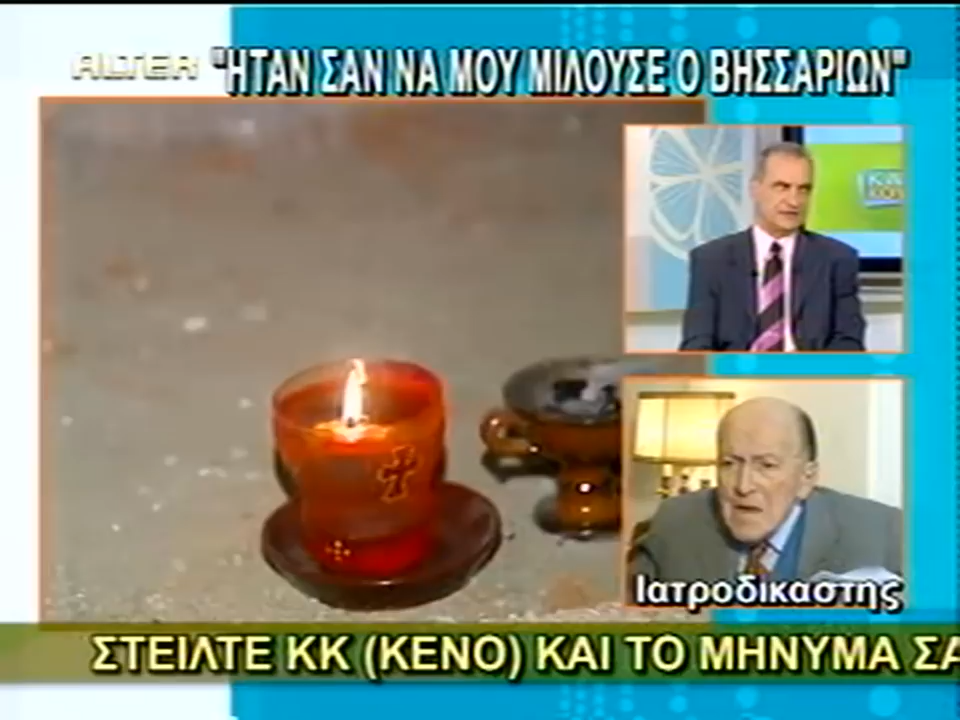 ALTER "ΗΤΑΝ ΣΑΝ ΝΑ ΜΟΥ ΜΙΛΟΥΣΕ Ο ΒΗΣΣΑΡΙΩΝ"
Ιατροδικαστης
ΣΤΕΙΛΤΕ ΚΚ (ΚΕΝΟ) ΚΑΙ ΤΟ ΜΗΝΥΜΑ ΣΑ